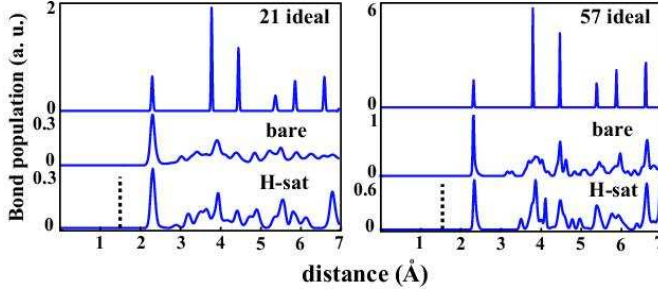 2
21 ideal
0
0.3
bare
0
0.3
H-sat
0
1 2 3 4 5 6 7
6
57 ideal
0
1
bare
0
0.6
H-sat
0
1 2 3 4 5 6 7
Bond population (a. u.)
distance (Å)